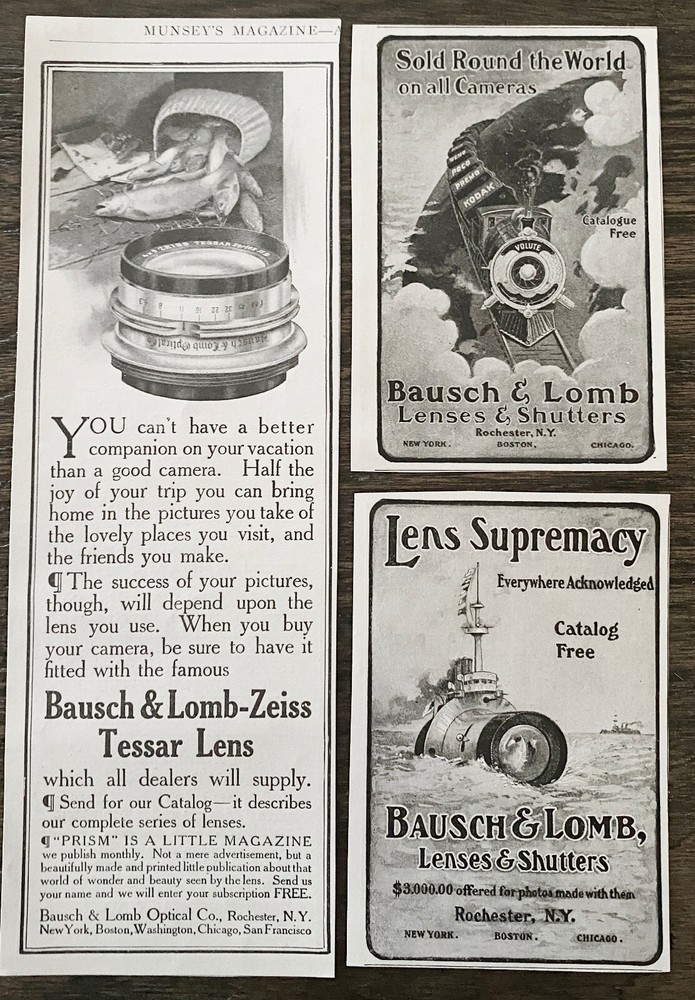 MUNSEY'S MAGAZINE—
ZEISS TESSAR
Bausch & Lomb Optical Co
YOU can't have a better
companion on your vacation
than a good camera. Half the
joy of your trip you can bring
home in the pictures you take of
the lovely places you visit, and
the friends you make.
¶ The success of your pictures,
though, will depend upon the
lens you use. When you buy
your camera, be sure to have it
fitted with the famous
Bausch & Lomb-Zeiss
Tessar Lens
which all dealers will supply.
¶ Send for our Catalog—it describes
our complete series of lenses.
¶ "PRISM" IS A LITTLE MAGAZINE
we publish monthly. Not a mere advertisement, but a
beautifully made and printed little publication about that
world of wonder and beauty seen by the lens. Send us
your name and we will enter your subscription FREE.
Bausch & Lomb Optical Co., Rochester, N.Y.
New York, Boston, Washington, Chicago, San Francisco
Sold Round the World
on all Cameras
POCO
PREMO
KODAK
Catalogue
Free
VOLUTE
Bausch & Lomb
Lenses & Shutters
Rochester, N.Y.
NEW YORK. BOSTON. CHICAGO.
Lens Supremacy
Everywhere Acknowledged
Catalog
Free
BAUSCH & LOMB,
Lenses & Shutters
$3,000.00 offered for photos made with them
Rochester, N.Y.
NEW YORK. BOSTON. CHICAGO.